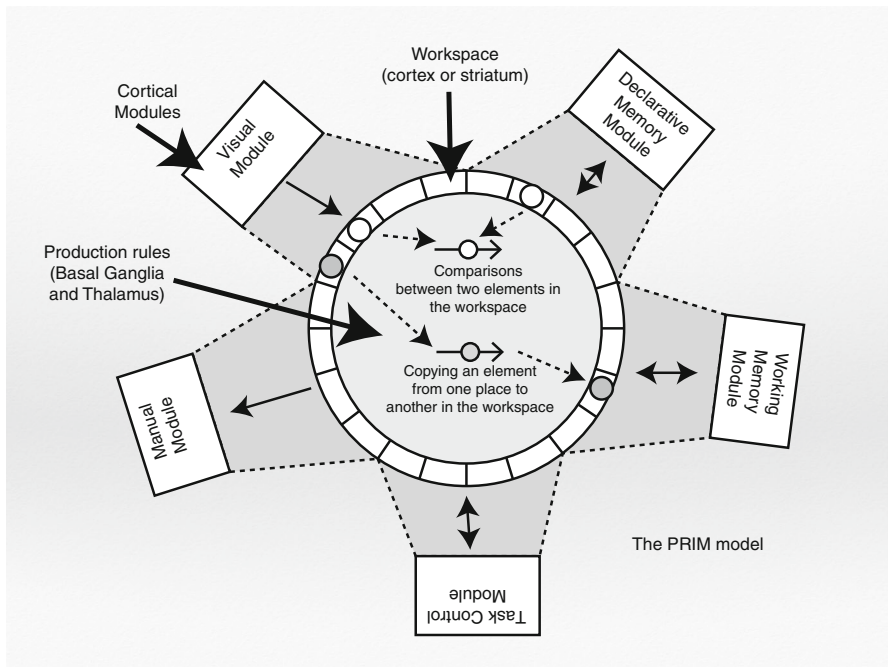 Workspace
(cortex or striatum)
Cortical
Modules
Visual
Module
Declarative
Memory
Module
Production rules
(Basal Ganglia
and Thalamus)
Comparisons
between two elements in
the workspace
Copying an element
from one place to
another in the workspace
Working
Memory
Module
Manual
Module
Task Control
Module
The PRIM model